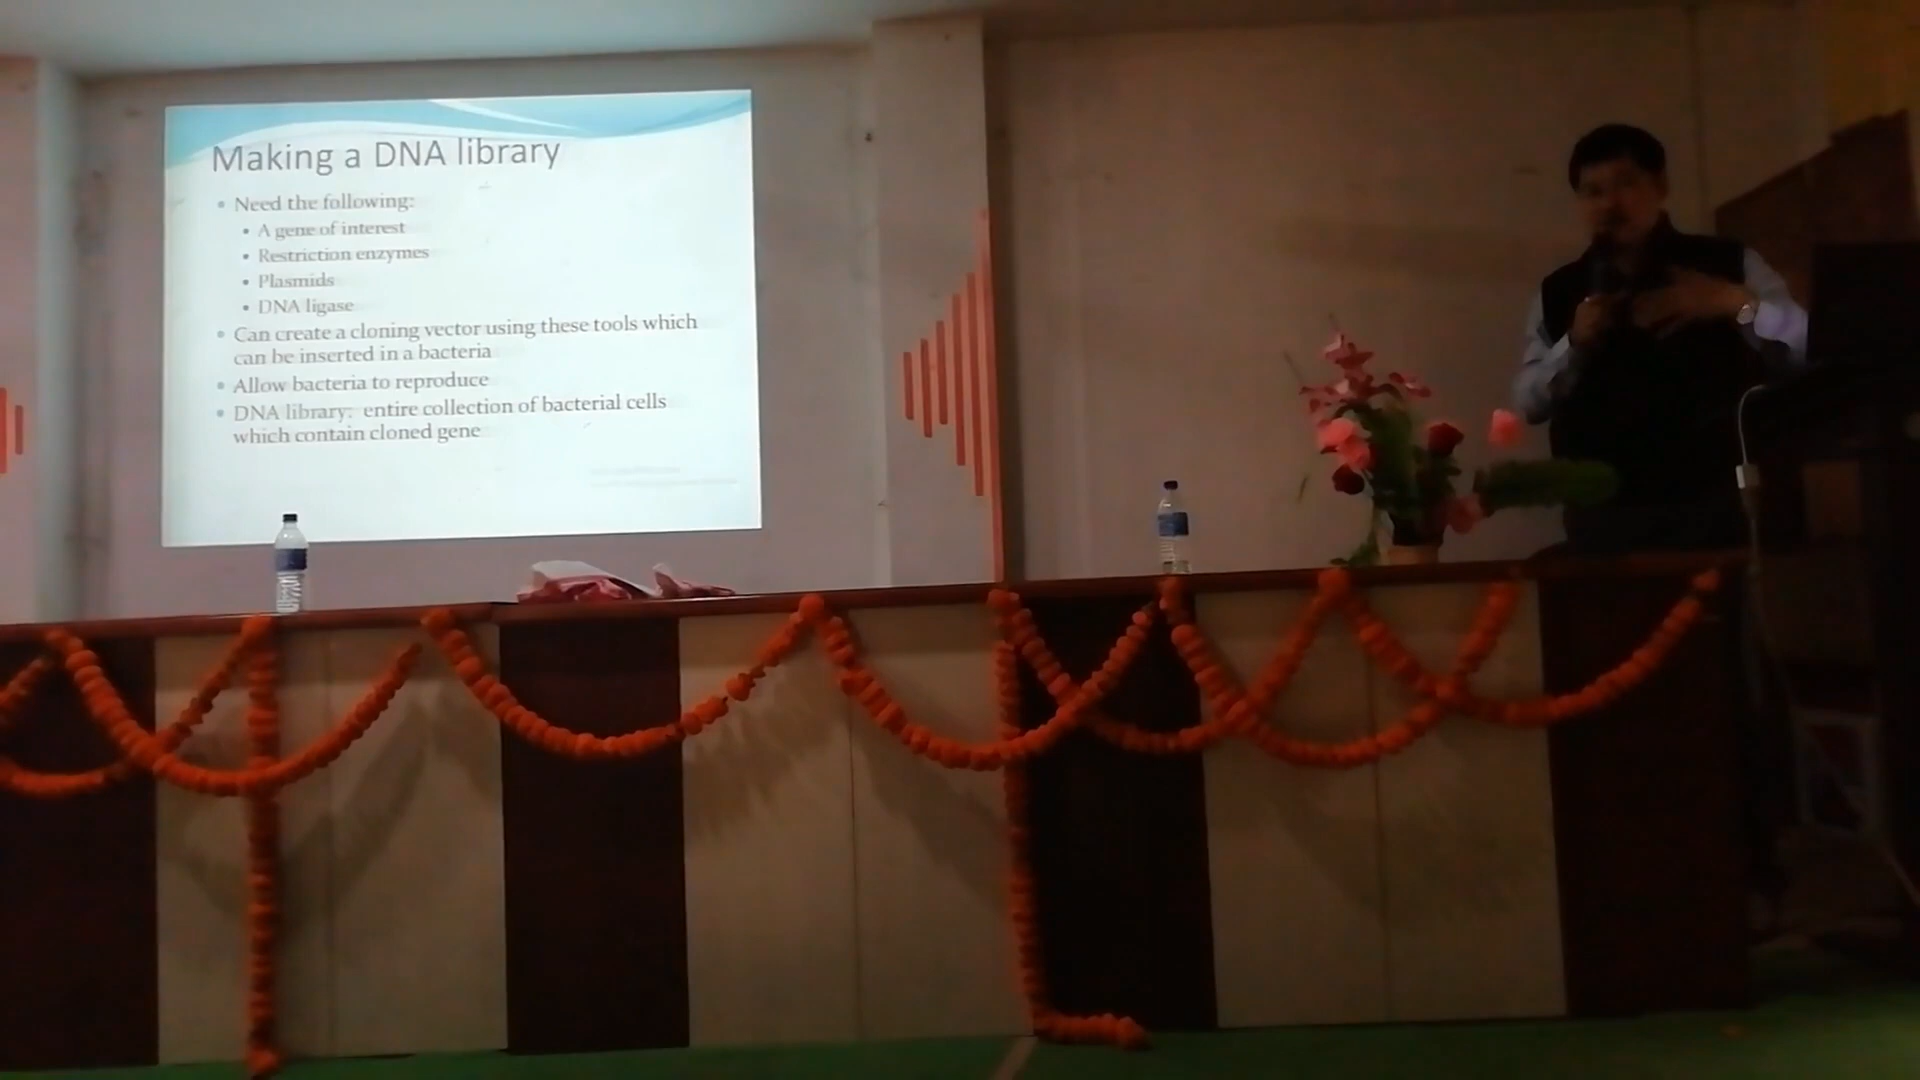 Making a DNA library
• Need the following:
• A gene of interest
• Restriction enzymes
• Plasmids
• DNA ligase
• Can create a cloning vector using these tools which
can be inserted in a bacteria
• Allow bacteria to reproduce
• DNA library: entire collection of bacterial cells
which contain cloned gene